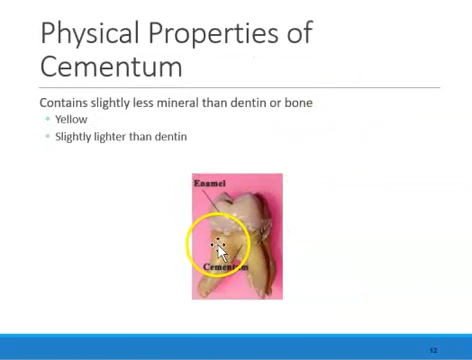 Physical Properties of
Cementum
Contains slightly less mineral than dentin or bone
Yellow
Slightly lighter than dentin
Enamel
Cementum
12